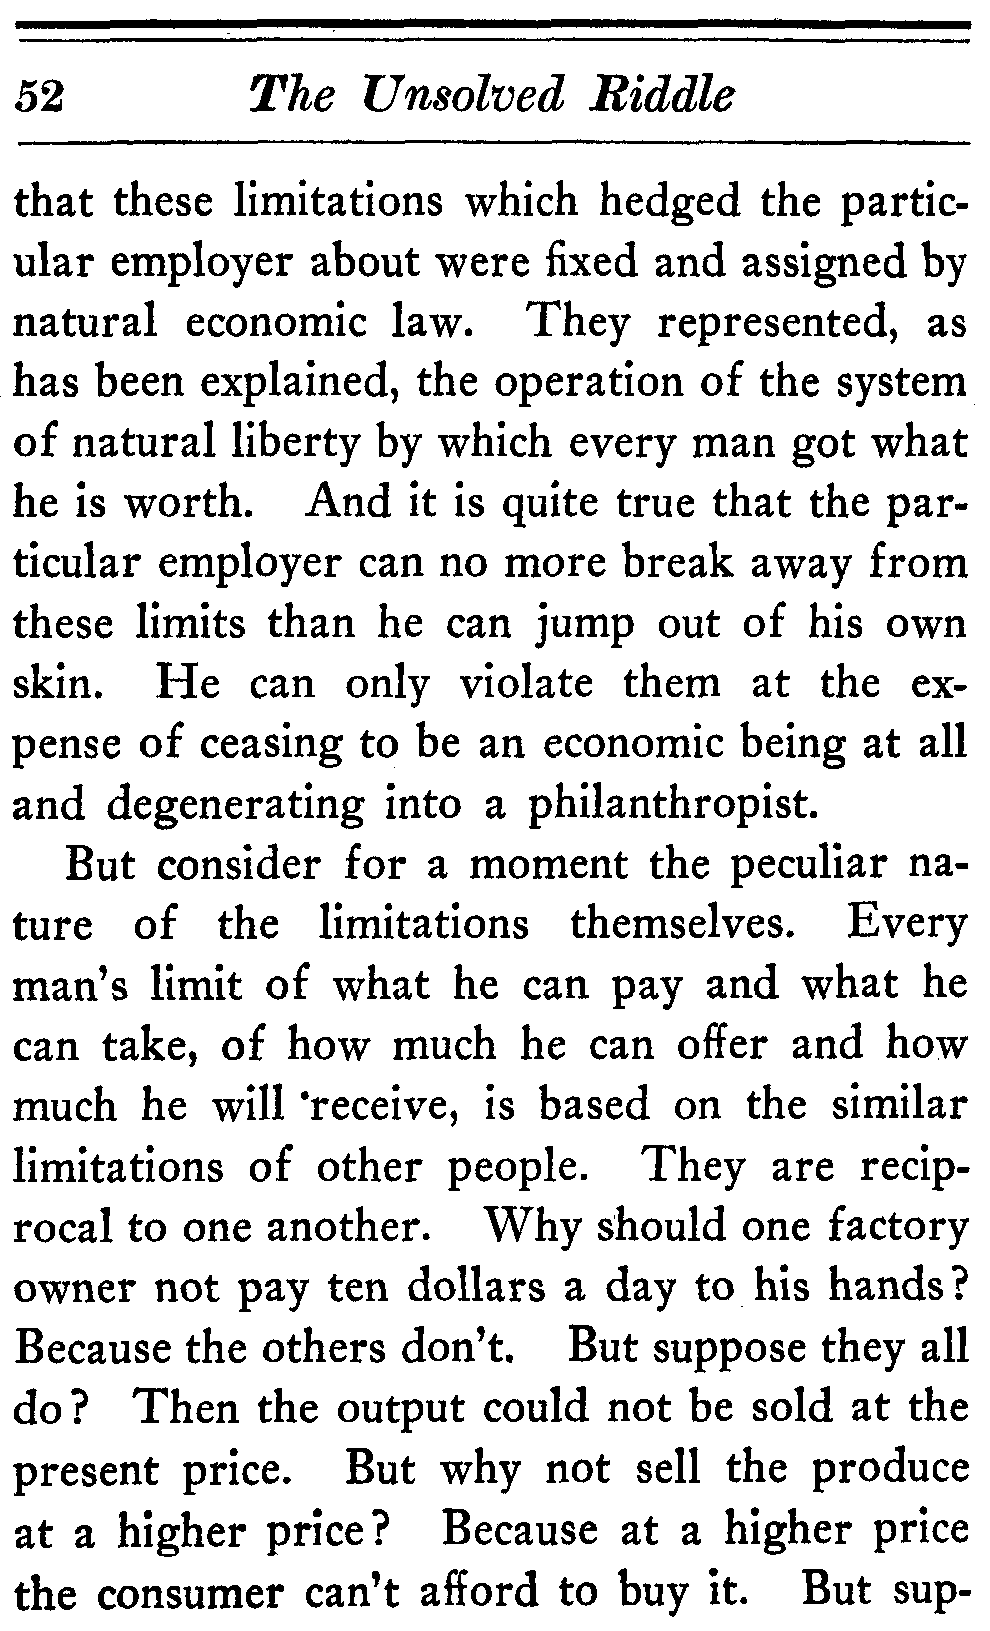 52 The Unsolved Riddle
that these limitations which hedged the partic-
ular employer about were fixed and assigned by
natural economic law. They represented, as
has been explained, the operation of the system
of natural liberty by which every man got what
he is worth. And it is quite true that the par-
ticular employer can no more break away from
these limits than he can jump out of his own
skin. He can only violate them at the ex-
pense of ceasing to be an economic being at all
and degenerating into a philanthropist.
But consider for a moment the peculiar na-
ture of the limitations themselves. Every
man's limit of what he can pay and what he
can take, of how much he can offer and how
much he will receive, is based on the similar
limitations of other people. They are recip-
rocal to one another. Why should one factory
owner not pay ten dollars a day to his hands?
Because the others don't. But suppose they all
do? Then the output could not be sold at the
present price. But why not sell the produce
at a higher price? Because at a higher price
the consumer can't afford to buy it. But sup-